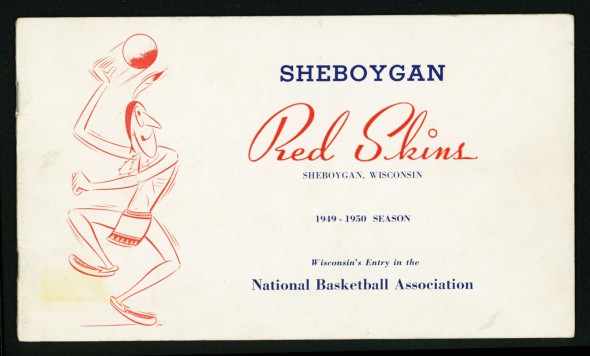 SHEBOYGAN
Red Skins
SHEBOYGAN, WISCONSIN
1949 - 1950 SEASON
Wisconsin's Entry in the
National Basketball Association